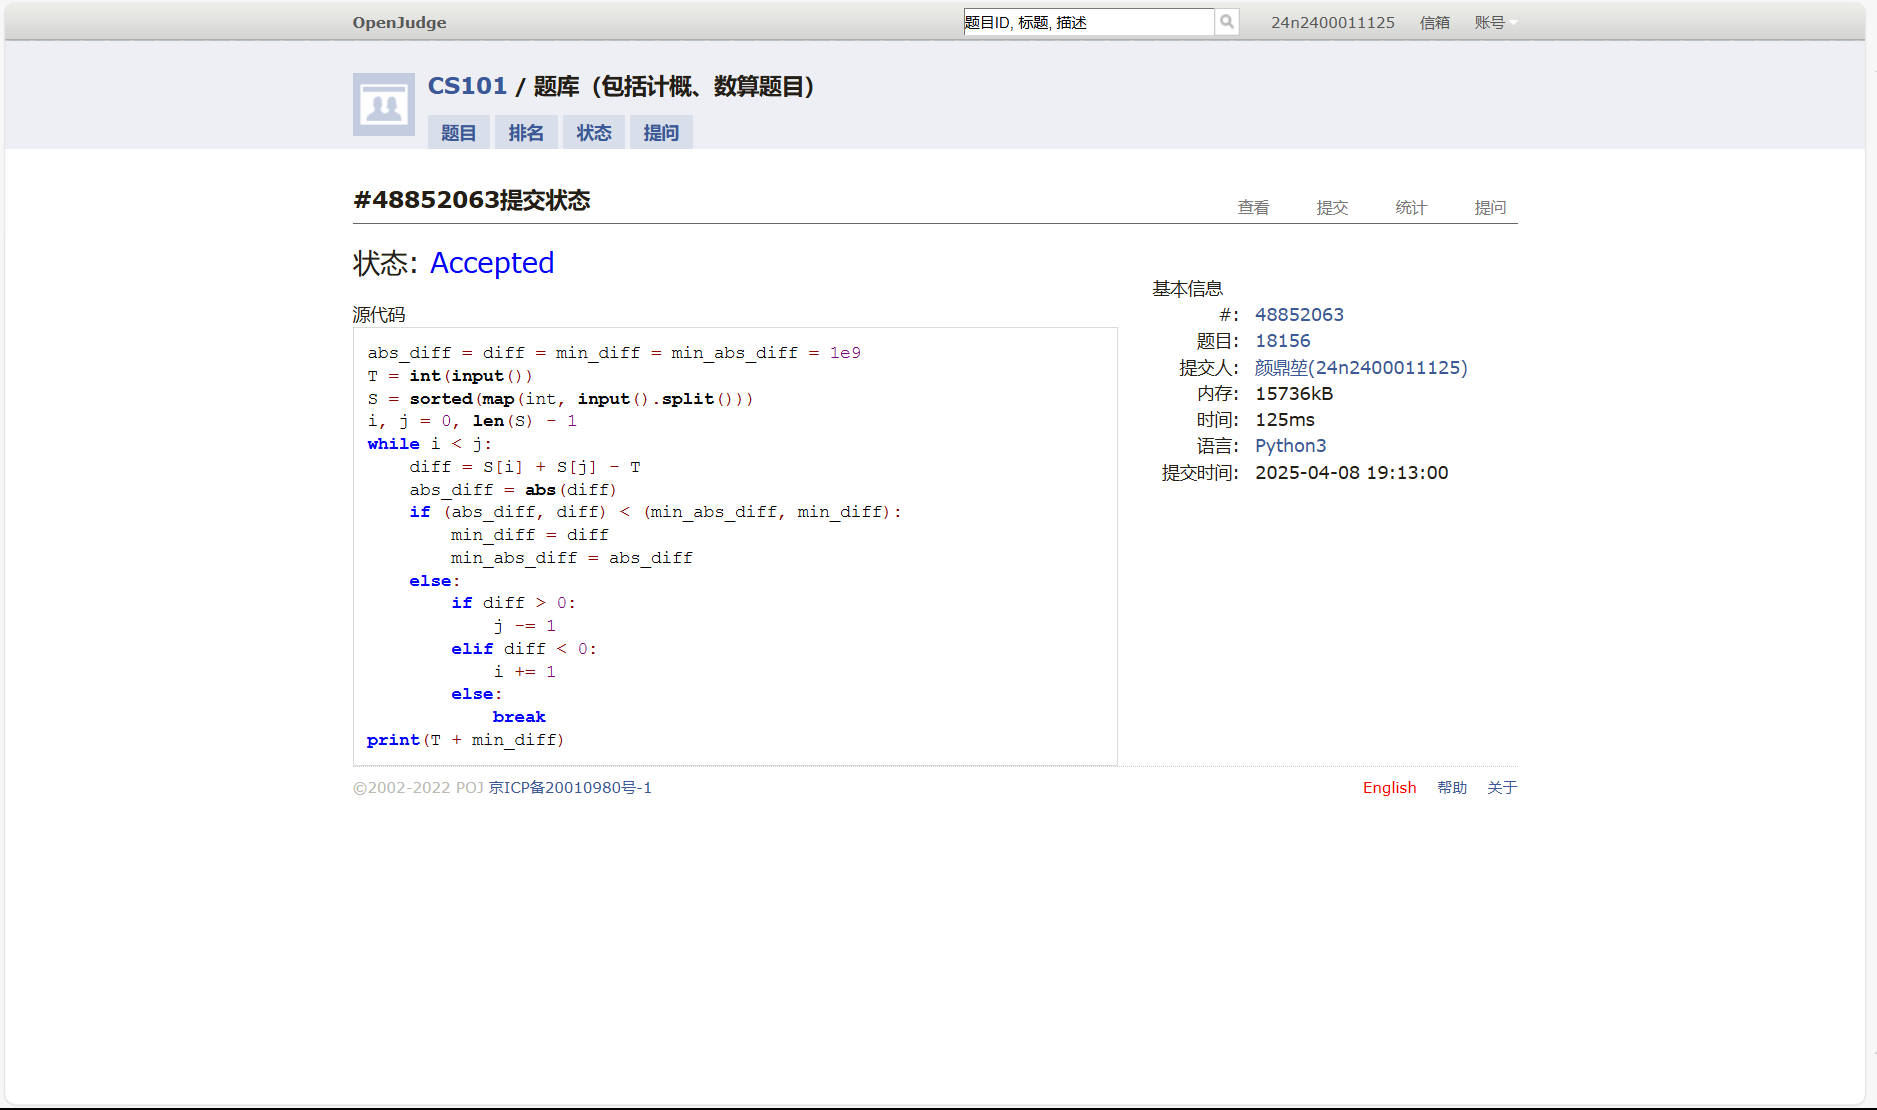 OpenJudge
题目ID, 标题, 描述
24n2400011125 信箱 账号
CS101 / 题库（包括计概、数算题目）
题目 排名 状态 提问
#48852063提交状态
查看 提交 统计 提问
状态: Accepted
源代码
abs_diff = diff = min_diff = min_abs_diff = 1e9
T = int(input())
S = sorted(map(int, input().split()))
i, j = 0, len(S) - 1
while i < j:
    diff = S[i] + S[j] - T
    abs_diff = abs(diff)
    if (abs_diff, diff) < (min_abs_diff, min_diff):
        min_diff = diff
        min_abs_diff = abs_diff
    else:
        if diff > 0:
            j -= 1
        elif diff < 0:
            i += 1
        else:
            break
print(T + min_diff)
基本信息
#: 48852063
题目: 18156
提交人: 颜鼎堃(24n2400011125)
内存: 15736kB
时间: 125ms
语言: Python3
提交时间: 2025-04-08 19:13:00
©2002-2022 POJ 京ICP备20010980号-1
English 帮助 关于